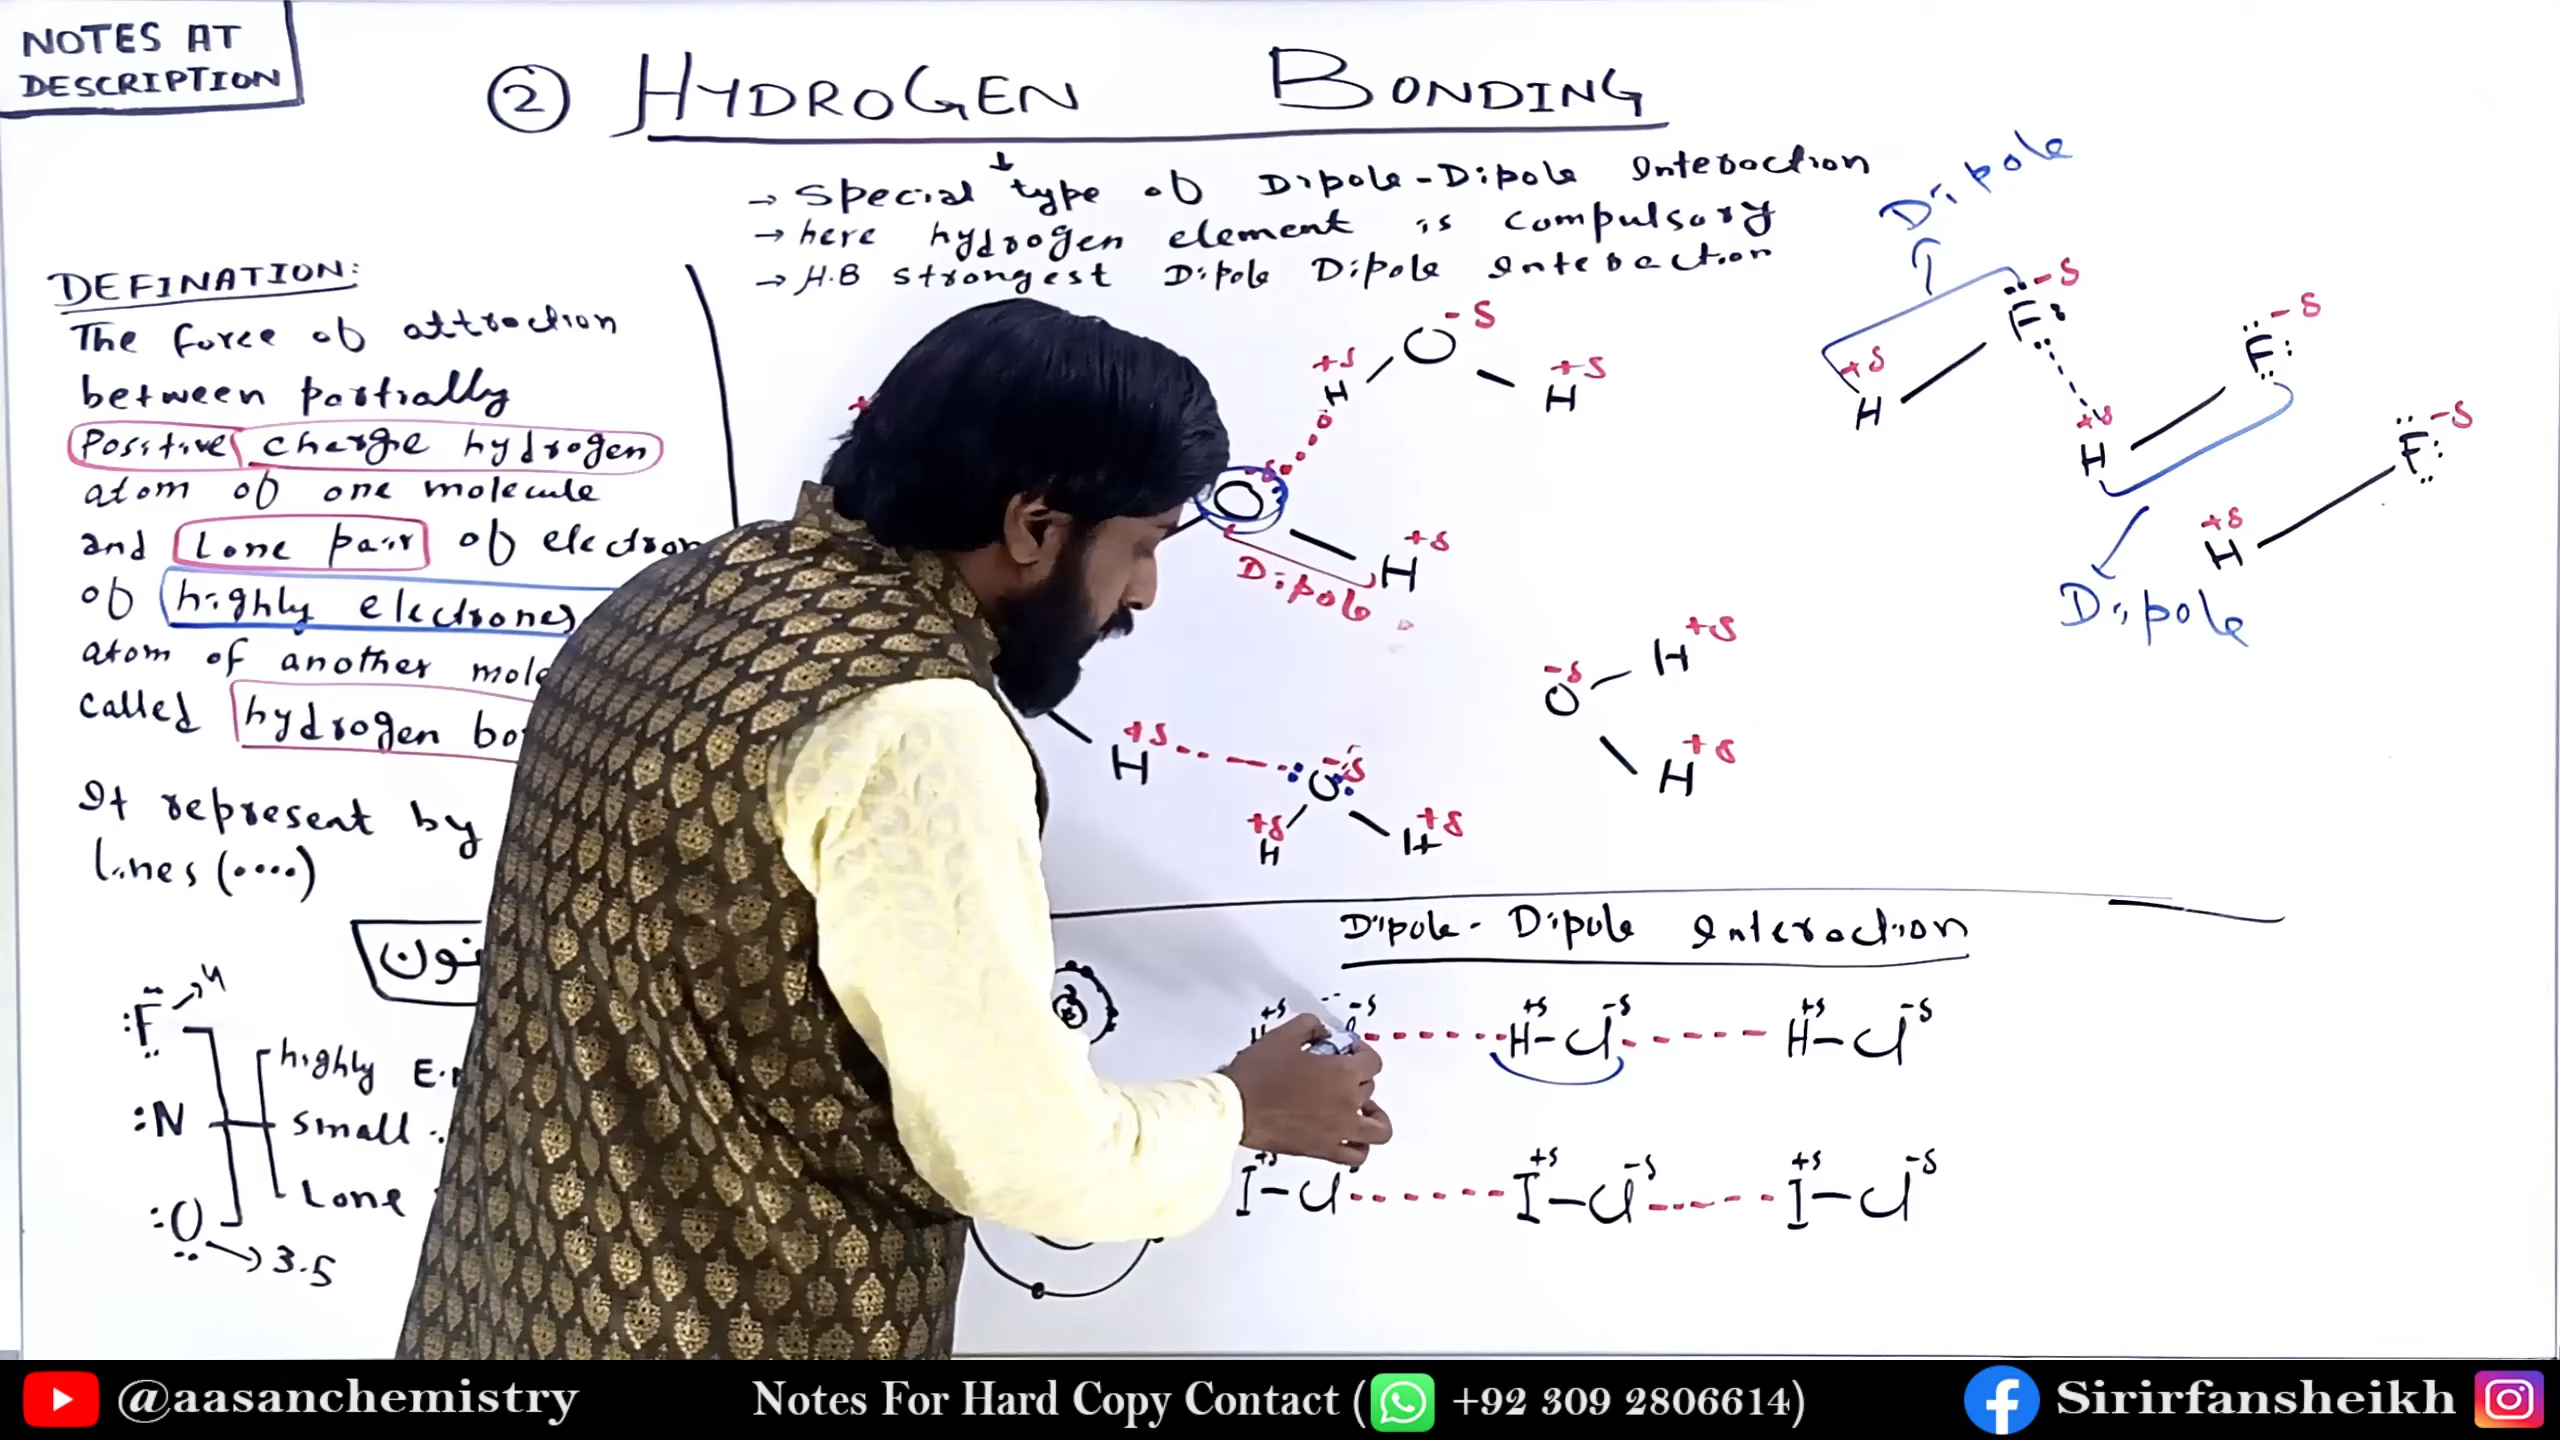 NOTES AT
DESCRIPTION
② HYDROGEN BONDING
→ special type of Dipole-Dipole Interaction
→ here hydrogen element is compulsory
→ H.B strongest Dipole Dipole Interaction
DEFINATION:
The force of attraction
between partially
Possitive charge hydrogen
atom of one molecule
and Lone pair of electron
of highly electroneg
atom of another mole
called hydrogen bo
It represent by
lines (....)
F → 4
N
O → 3.5
highly E.
small
Lone
-δ
O
+δ
H
+δ
H
-δ
O
+δ
H
Dipole
+δ
H
-δ
O
+δ
H
+δ
H
-δ
O
+δ
H
+δ
H
Dipole
-δ
F
+δ
H
-δ
F
+δ
H
-δ
F
+δ
H
Dipole
Dipole-Dipole Interaction
+δ -δ +δ -δ +δ -δ
H H-Cl H-Cl
+δ +δ -δ +δ -δ
I-Cl I-Cl I-Cl
@aasanchemistry
Notes For Hard Copy Contact ( +92 309 2806614)
Sirirfansheikh